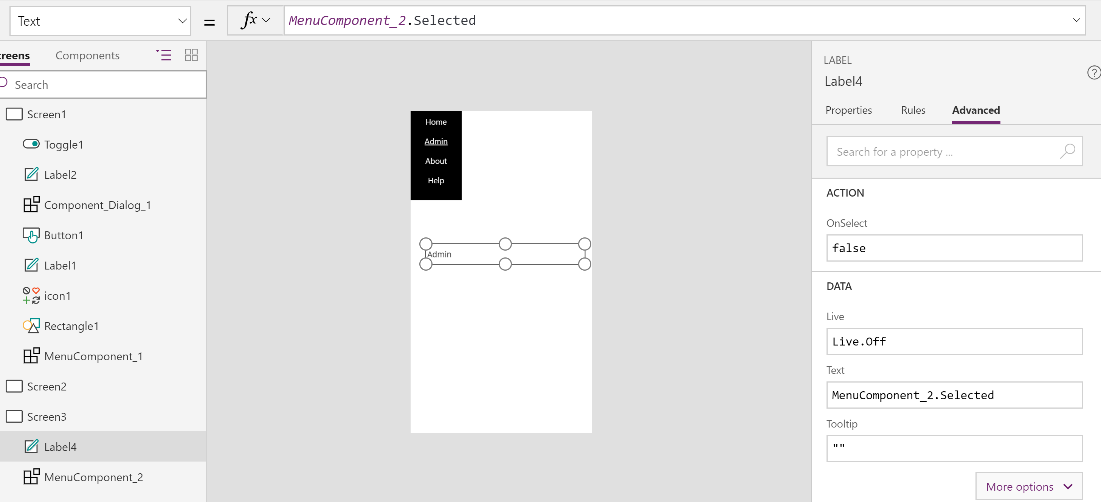 Text
=
fx
MenuComponent_2.Selected
creens
Components
Search
Screen1
Toggle1
Label2
Component_Dialog_1
Button1
Label1
icon1
Rectangle1
MenuComponent_1
Screen2
Screen3
Label4
MenuComponent_2
Home
Admin
About
Help
Admin
LABEL
?
Label4
Properties Rules Advanced
Search for a property ...
ACTION
OnSelect
false
DATA
Live
Live.Off
Text
MenuComponent_2.Selected
Tooltip
""
More options